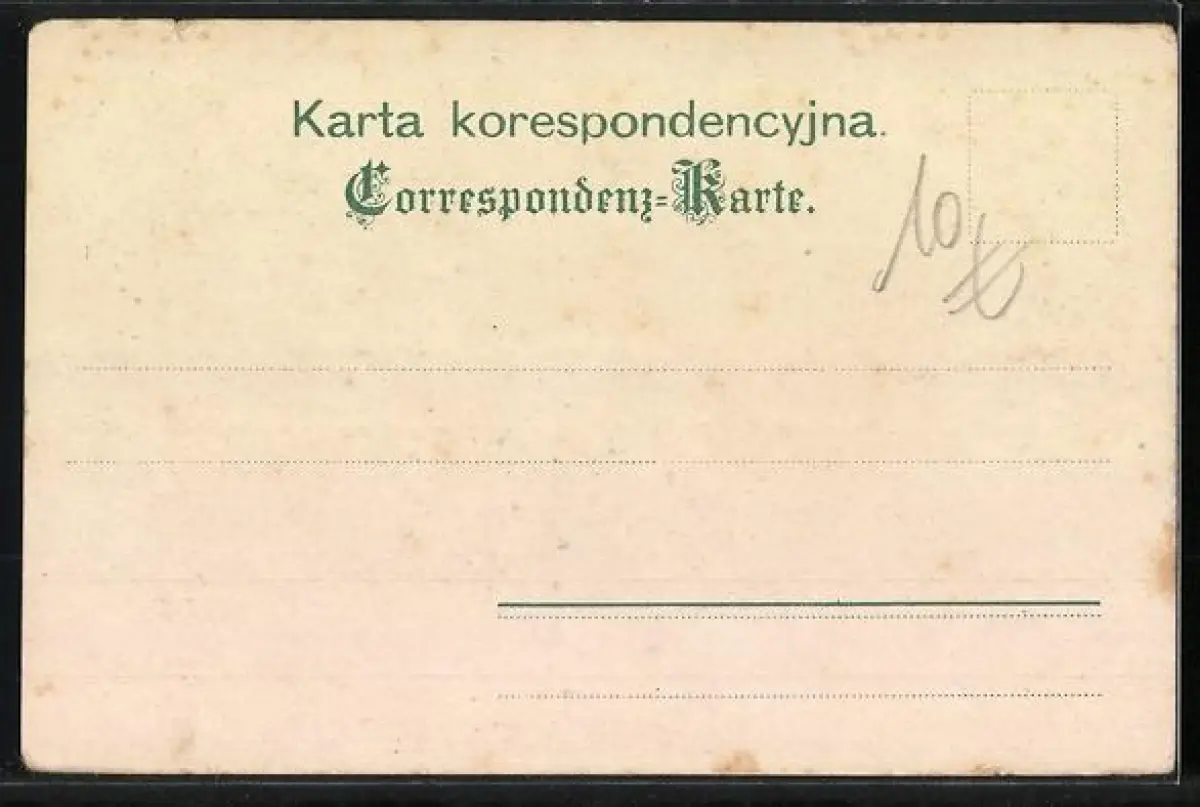 Karta korespondencyjna.
Correspondenz-Karte.
10